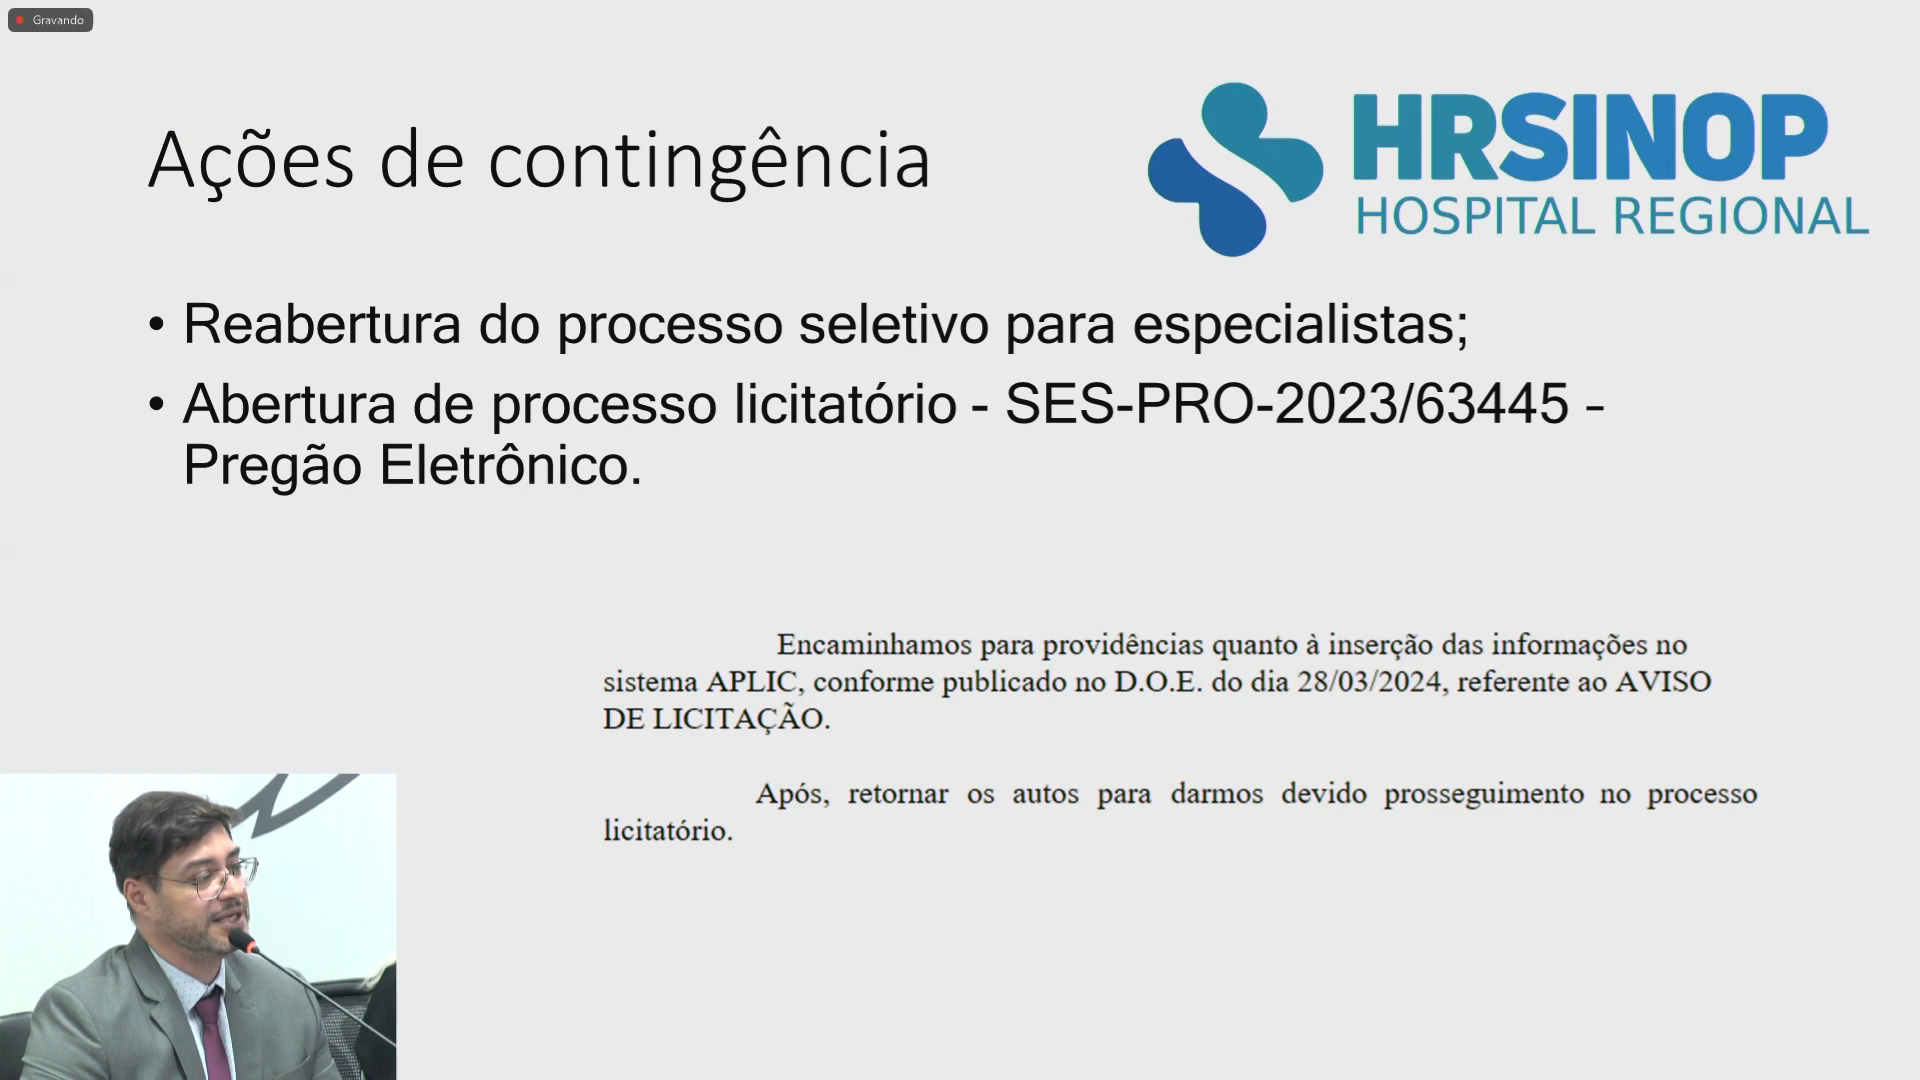 Gravando
Ações de contingência
HRSINOP
HOSPITAL REGIONAL
• Reabertura do processo seletivo para especialistas;
• Abertura de processo licitatório - SES-PRO-2023/63445 –
Pregão Eletrônico.
Encaminhamos para providências quanto à inserção das informações no
sistema APLIC, conforme publicado no D.O.E. do dia 28/03/2024, referente ao AVISO
DE LICITAÇÃO.
Após, retornar os autos para darmos devido prosseguimento no processo
licitatório.